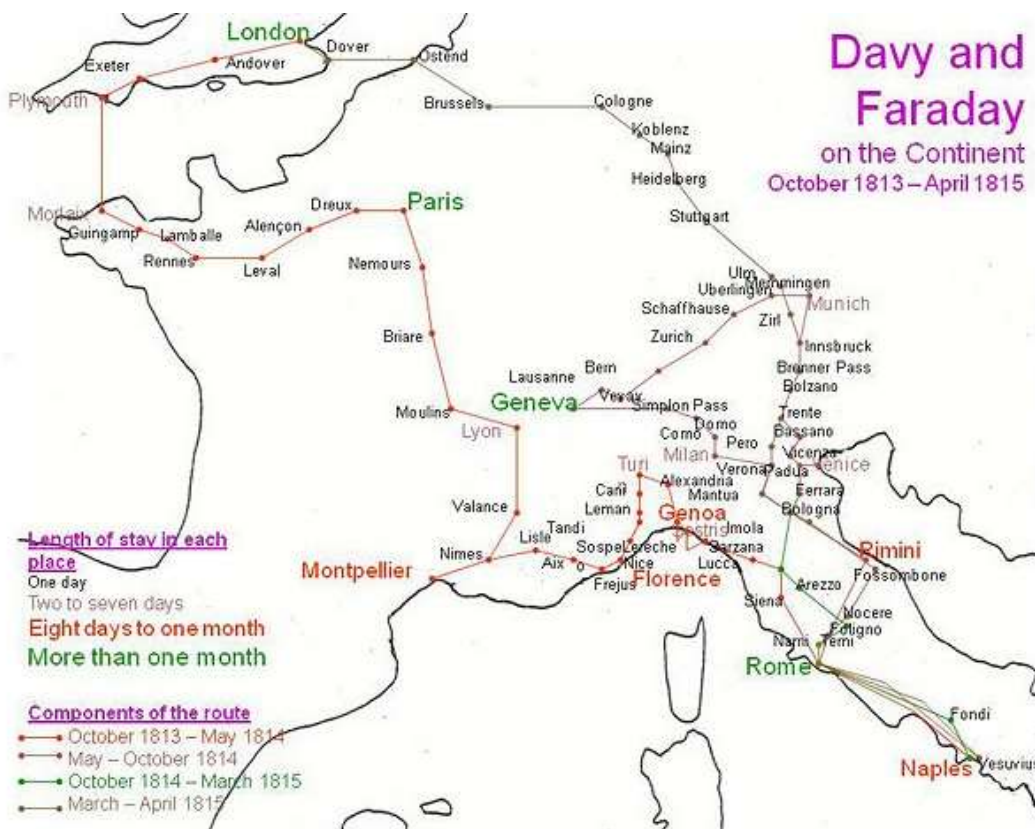 Davy and
Faraday
on the Continent
October 1813 – April 1815
London
Dover
Ostend
Andover
Exeter
Plymouth
Brussels
Cologne
Koblenz
Mainz
Heidelberg
Stuttgart
Morlaix
Guingamp
Lamballe
Rennes
Leval
Alençon
Dreux
Paris
Nemours
Briare
Moulins
Lyon
Valance
Nimes
Montpellier
Ulm
Memmingen
Uberlingen
Munich
Schaffhause
Zirl
Zurich
Innsbruck
Brenner Pass
Bolzano
Bern
Lausanne
Vevay
Geneva
Simplon Pass
Domo
Como
Milan
Trente
Bassano
Pero
Vicenza
Verona
Padua
Venice
Ferrara
Bologna
Turi
Alexandria
Mantua
Cani
Leman
Genoa
Imola
Lisle
Tandi
Aix
o
Sospel
Lereche
Nice
Frejus
Sarzana
Lucca
Florence
Rimini
Fossombone
Arezzo
Siena
Nocere
Foligno
Narni
Terni
Rome
Fondi
Naples
Vesuvius
Length of stay in each
place
One day
Two to seven days
Eight days to one month
More than one month
Components of the route
October 1813 – May 1814
May – October 1814
October 1814 – March 1815
March – April 1815